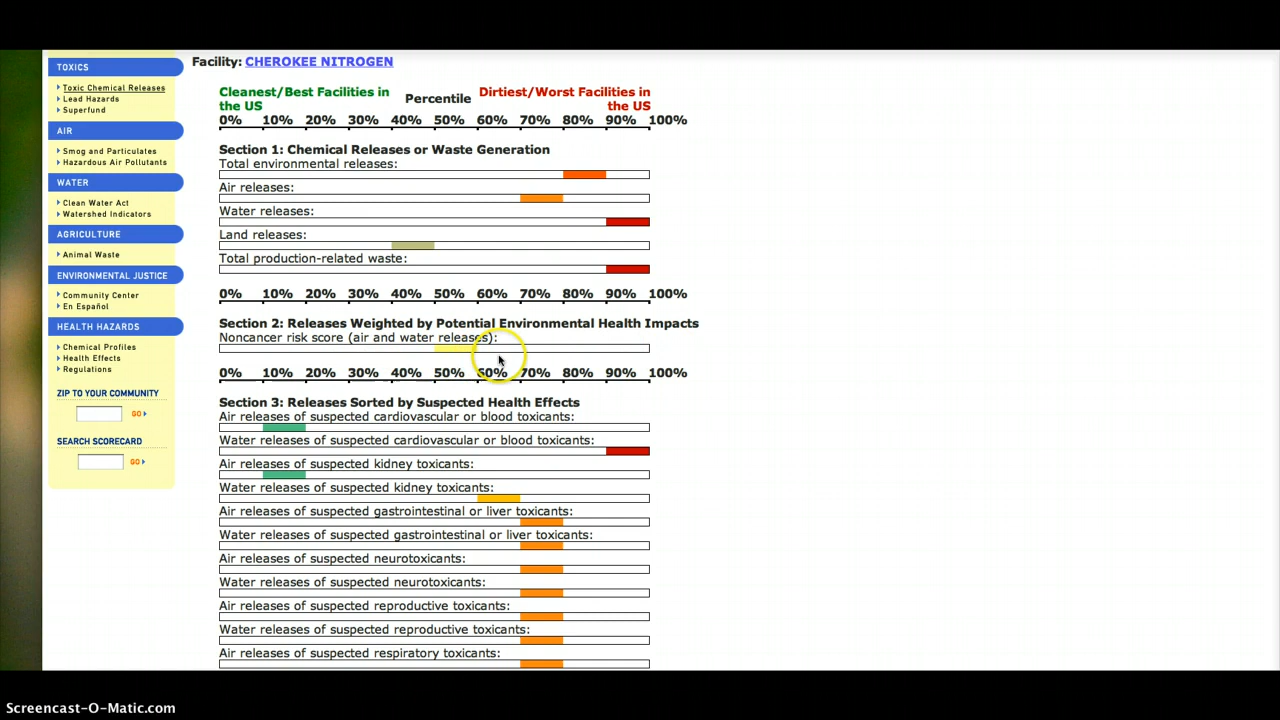 TOXICS
Toxic Chemical Releases
Lead Hazards
Superfund
AIR
Smog and Particulates
Hazardous Air Pollutants
WATER
Clean Water Act
Watershed Indicators
AGRICULTURE
Animal Waste
ENVIRONMENTAL JUSTICE
Community Center
En Español
HEALTH HAZARDS
Chemical Profiles
Health Effects
Regulations
ZIP TO YOUR COMMUNITY
GO
SEARCH SCORECARD
GO
Facility: CHEROKEE NITROGEN
Cleanest/Best Facilities in the US
Percentile
Dirtiest/Worst Facilities in the US
0% 10% 20% 30% 40% 50% 60% 70% 80% 90% 100%
Section 1: Chemical Releases or Waste Generation
Total environmental releases:
Air releases:
Water releases:
Land releases:
Total production-related waste:
0% 10% 20% 30% 40% 50% 60% 70% 80% 90% 100%
Section 2: Releases Weighted by Potential Environmental Health Impacts
Noncancer risk score (air and water releases):
0% 10% 20% 30% 40% 50% 60% 70% 80% 90% 100%
Section 3: Releases Sorted by Suspected Health Effects
Air releases of suspected cardiovascular or blood toxicants:
Water releases of suspected cardiovascular or blood toxicants:
Air releases of suspected kidney toxicants:
Water releases of suspected kidney toxicants:
Air releases of suspected gastrointestinal or liver toxicants:
Water releases of suspected gastrointestinal or liver toxicants:
Air releases of suspected neurotoxicants:
Water releases of suspected neurotoxicants:
Air releases of suspected reproductive toxicants:
Water releases of suspected reproductive toxicants:
Air releases of suspected respiratory toxicants:
Screencast-O-Matic.com